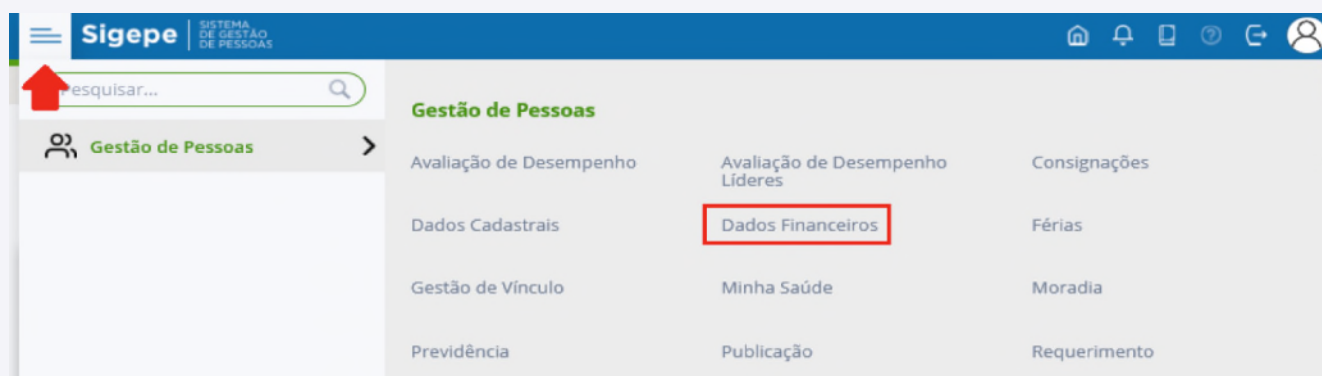 Sigepe
SISTEMA
DE GESTÃO
DE PESSOAS
esquisar...
Gestão de Pessoas
Gestão de Pessoas
Avaliação de Desempenho
Avaliação de Desempenho
Líderes
Consignações
Dados Cadastrais
Dados Financeiros
Férias
Gestão de Vínculo
Minha Saúde
Moradia
Previdência
Publicação
Requerimento